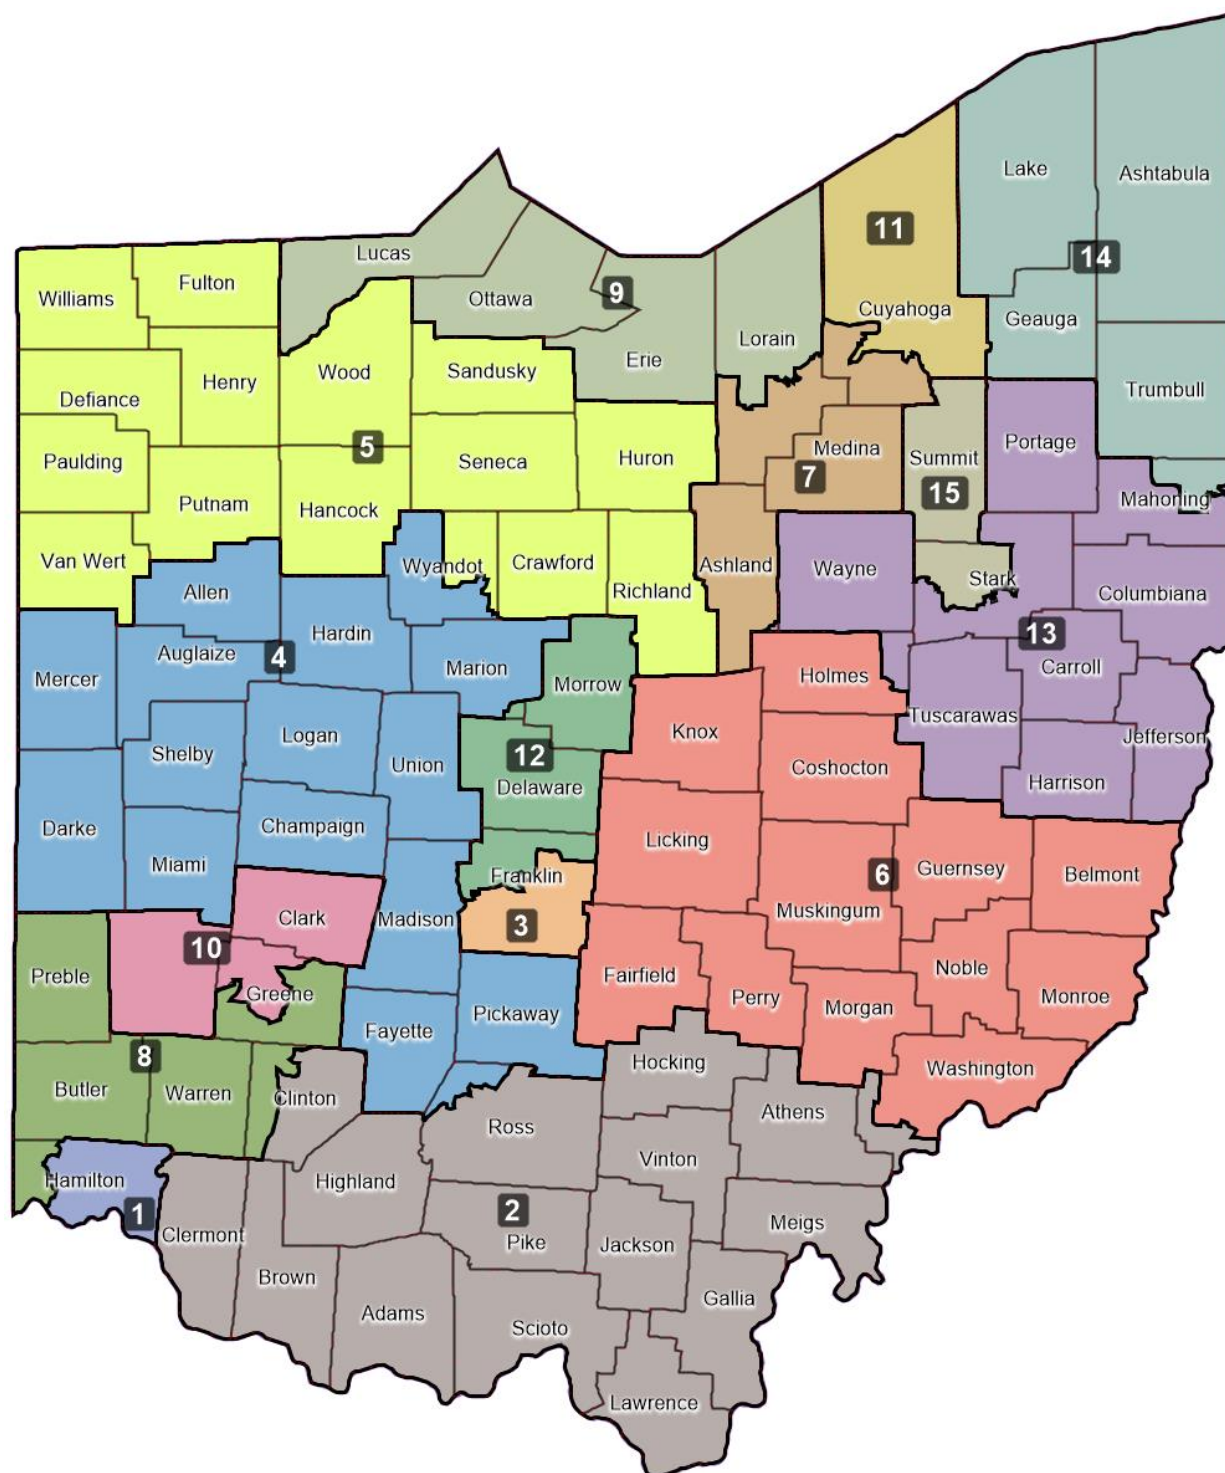 Lake
Ashtabula
11
Lucas
14
Fulton
Williams
Ottawa
9
Cuyahoga
Geauga
Lorain
Erie
Wood
Sandusky
Henry
Trumbull
Defiance
Portage
5
Medina
Summit
Paulding
Seneca
Huron
7
15
Mahoning
Putnam
Hancock
Van Wert
Wyandot
Crawford
Ashland
Wayne
Stark
Allen
Richland
Columbiana
Hardin
13
Auglaize
4
Marion
Carroll
Mercer
Morrow
Holmes
Tuscarawas
Knox
Logan
Jefferson
Shelby
12
Union
Coshocton
Harrison
Delaware
Darke
Champaign
Licking
Miami
Franklin
6
Guernsey
Belmont
Clark
Madison
3
Muskingum
10
Preble
Fairfield
Noble
Greene
Perry
Monroe
Morgan
Pickaway
Fayette
8
Hocking
Washington
Butler
Warren
Clinton
Athens
Ross
Vinton
Hamilton
Highland
1
2
Meigs
Clermont
Pike
Jackson
Brown
Gallia
Adams
Scioto
Lawrence